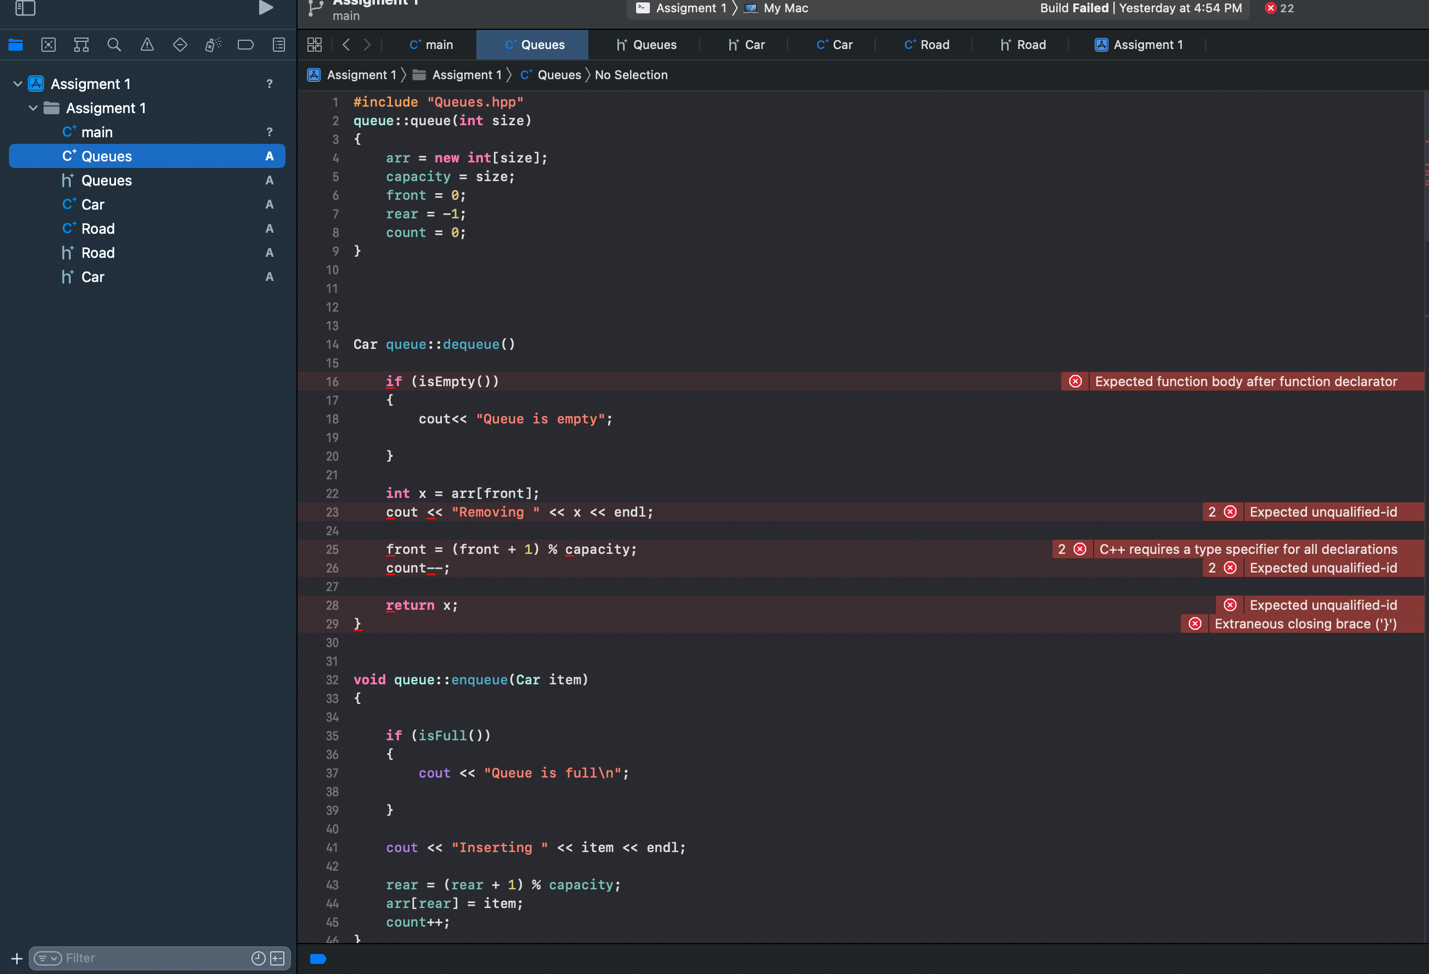 Assigment 1
main
Assigment 1 〉 My Mac
Build Failed | Yesterday at 4:54 PM
22
C+ main
C+ Queues
h+ Queues
h+ Car
C+ Car
C+ Road
h+ Road
Assigment 1
Assigment 1 〉 Assigment 1 〉 C+ Queues 〉 No Selection
Assigment 1 ?
Assigment 1
C+ main ?
C+ Queues A
h+ Queues A
C+ Car A
C+ Road A
h+ Road A
h+ Car A
Filter
1 #include "Queues.hpp"
2 queue::queue(int size)
3 {
4     arr = new int[size];
5     capacity = size;
6     front = 0;
7     rear = -1;
8     count = 0;
9 }
10
11
12
13
14 Car queue::dequeue()
15
16     if (isEmpty()) Expected function body after function declarator
17     {
18         cout<< "Queue is empty";
19
20     }
21
22     int x = arr[front];
23     cout << "Removing " << x << endl; 2 Expected unqualified-id
24
25     front = (front + 1) % capacity; 2 C++ requires a type specifier for all declarations
26     count--; 2 Expected unqualified-id
27
28     return x; Expected unqualified-id
29 } Extraneous closing brace ('}')
30
31
32 void queue::enqueue(Car item)
33 {
34
35     if (isFull())
36     {
37         cout << "Queue is full\n";
38
39     }
40
41     cout << "Inserting " << item << endl;
42
43     rear = (rear + 1) % capacity;
44     arr[rear] = item;
45     count++;
46 }